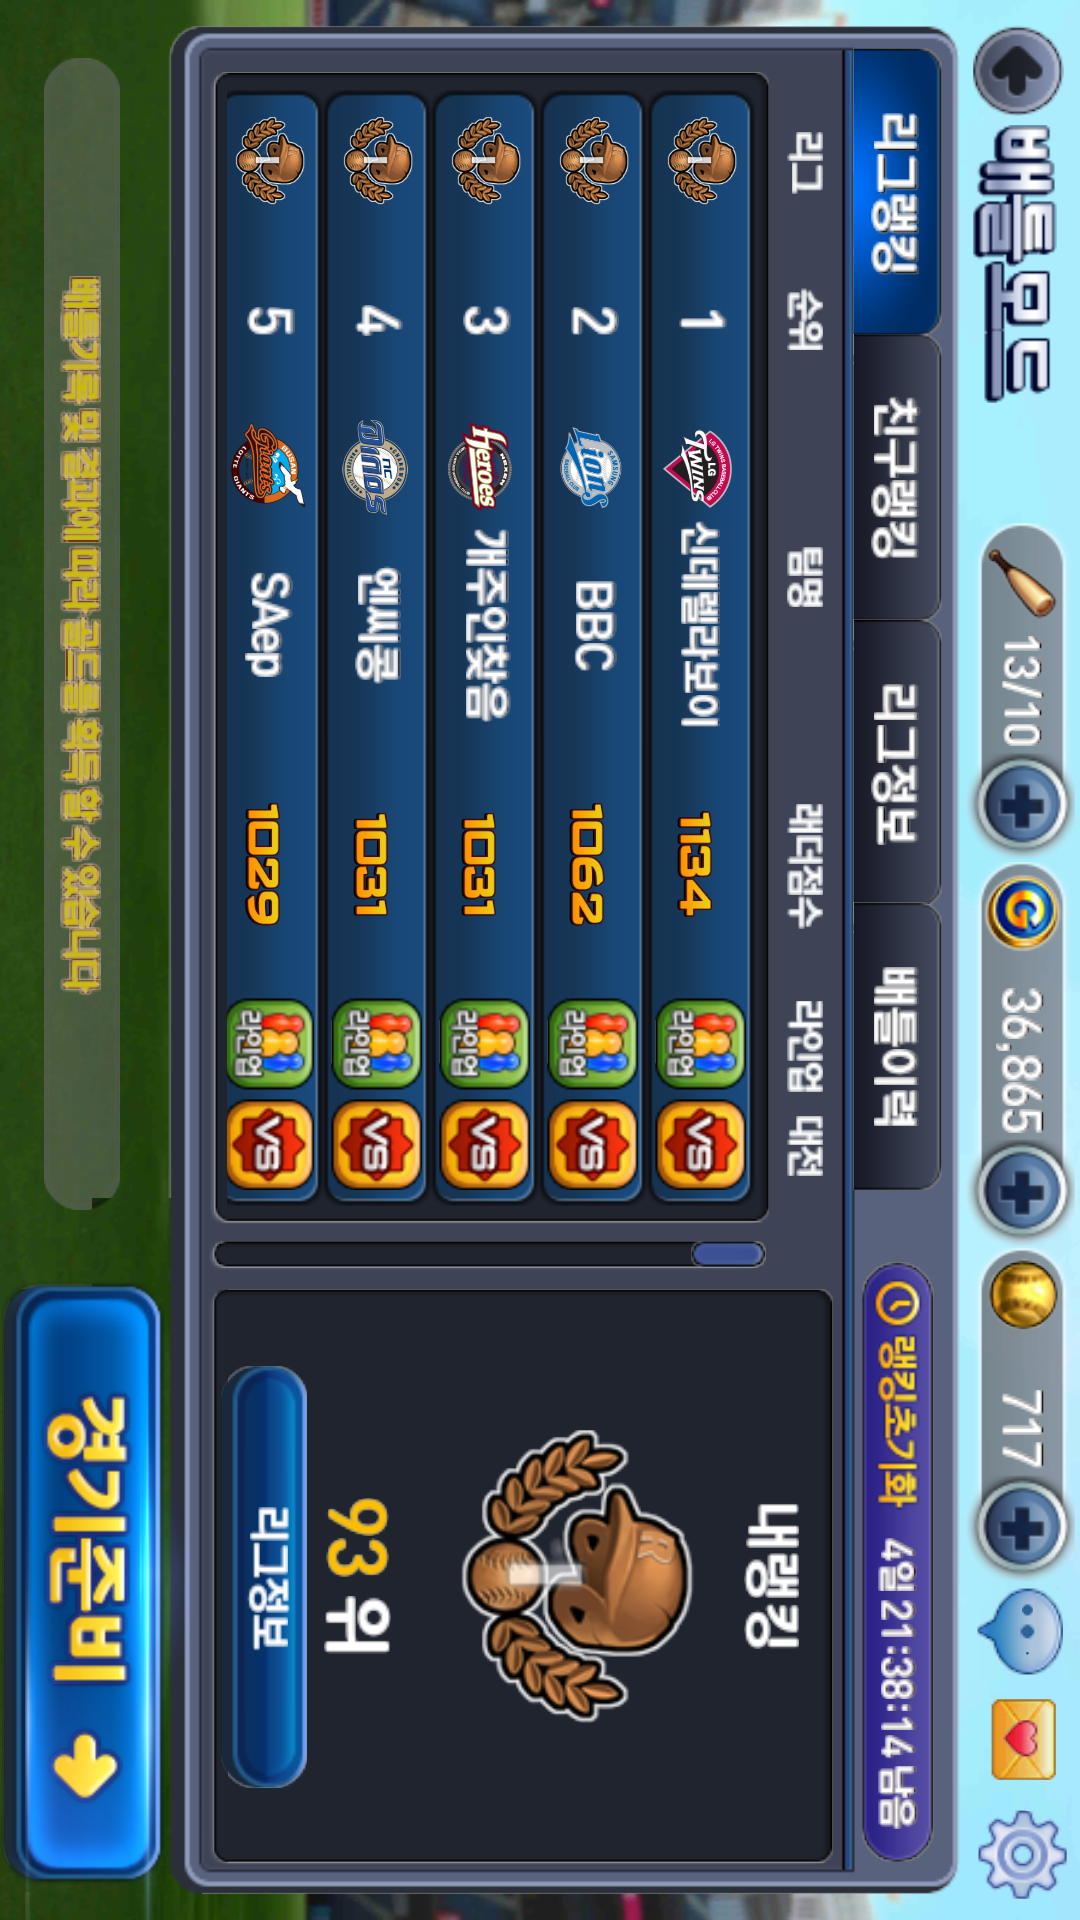 배틀모드
13/10
36,865
717
리그랭킹
친구랭킹
리그정보
배틀이력
랭킹초기화 4일 21:38:14 남음
리그 순위 팀명 래더점수 라인업 대전
1 신데렐라보이 1134 라인업 VS
2 BBC 1062 라인업 VS
3 개주인찾음 1031 라인업 VS
4 엔씨콩 1031 라인업 VS
5 SAep 1029 라인업 VS
내랭킹
93 위
리그정보
배틀기록 및 결과에 따라 골드를 획득 할 수 있습니다
경기준비